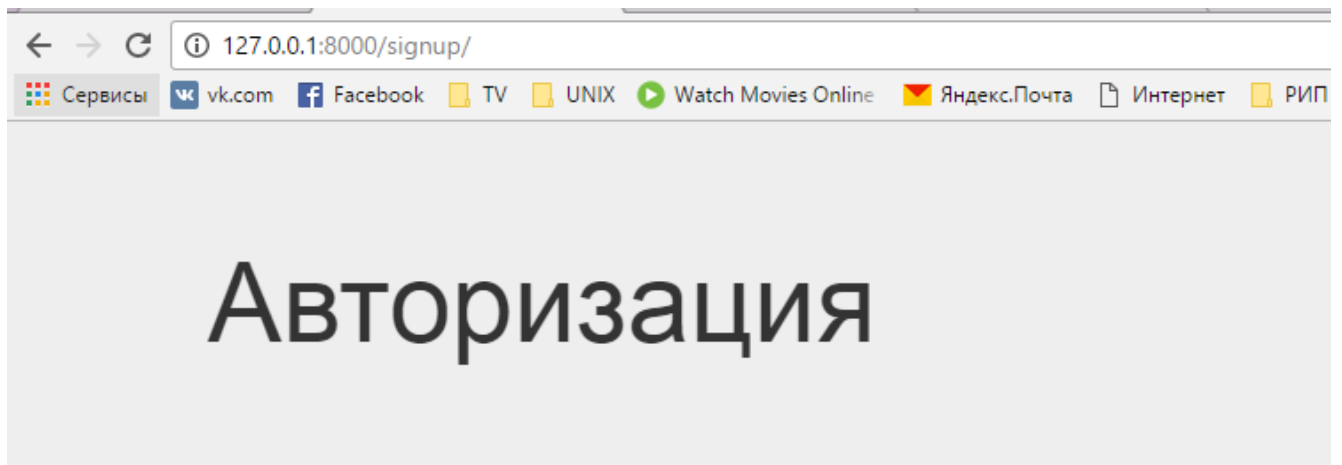 127.0.0.1:8000/signup/
Сервисы vk.com Facebook TV UNIX Watch Movies Online Яндекс.Почта Интернет РИП
Авторизация